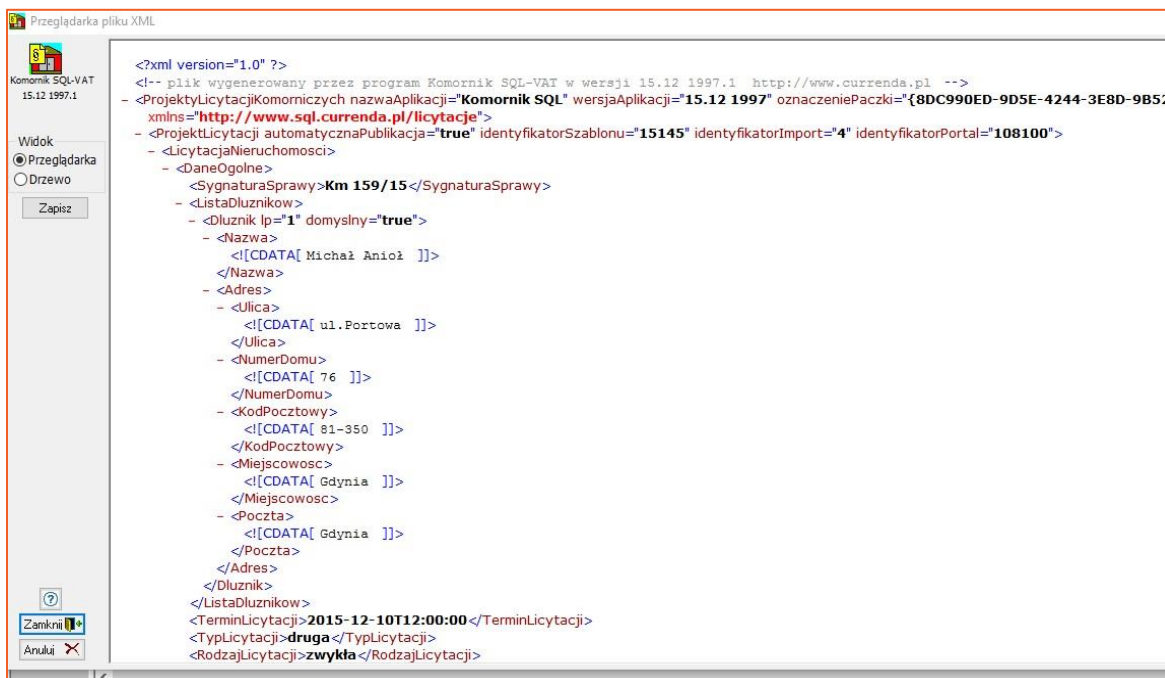 Przeglądarka pliku XML
Komornik SQL-VAT
15.12 1997.1
Widok
Przeglądarka
Drzewo
Zapisz
Zamknij
Anuluj
<?xml version="1.0" ?>
<!-- plik wygenerowany przez program Komornik SQL-VAT w wersji 15.12 1997.1  http://www.currenda.pl  -->
- <ProjektyLicytacjiKomorniczych nazwaAplikacji="Komornik SQL" wersjaAplikacji="15.12 1997" oznaczeniePaczki="{8DC990ED-9D5E-4244-3E8D-9B52
xmlns="http://www.sql.currenda.pl/licytacje">
- <ProjektLicytacji automatycznaPublikacja="true" identyfikatorSzablonu="15145" identyfikatorImport="4" identyfikatorPortal="108100">
- <LicytacjaNieruchomosci>
- <DaneOgolne>
<SygnaturaSprawy>Km 159/15</SygnaturaSprawy>
- <ListaDluznikow>
- <Dluznik lp="1" domyslny="true">
- <Nazwa>
<![CDATA[ Michał Anioł ]]>
</Nazwa>
- <Adres>
- <Ulica>
<![CDATA[ ul.Portowa ]]>
</Ulica>
- <NumerDomu>
<![CDATA[ 76 ]]>
</NumerDomu>
- <KodPocztowy>
<![CDATA[ 81-350 ]]>
</KodPocztowy>
- <Miejscowosc>
<![CDATA[ Gdynia ]]>
</Miejscowosc>
- <Poczta>
<![CDATA[ Gdynia ]]>
</Poczta>
</Adres>
</Dluznik>
</ListaDluznikow>
<TerminLicytacji>2015-12-10T12:00:00</TerminLicytacji>
<TypLicytacji>druga</TypLicytacji>
<RodzajLicytacji>zwykła</RodzajLicytacji>